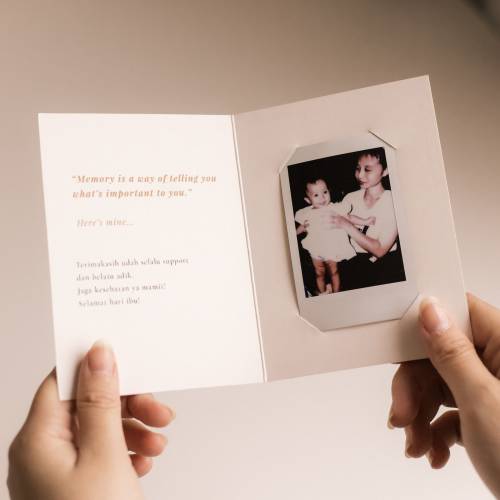 “Memory is a way of telling you
what's important to you.”
Here's mine...
Terimakasih udah selalu support
dan belain adik.
Jaga kesehatan ya mamii!
Selamat hari ibu!